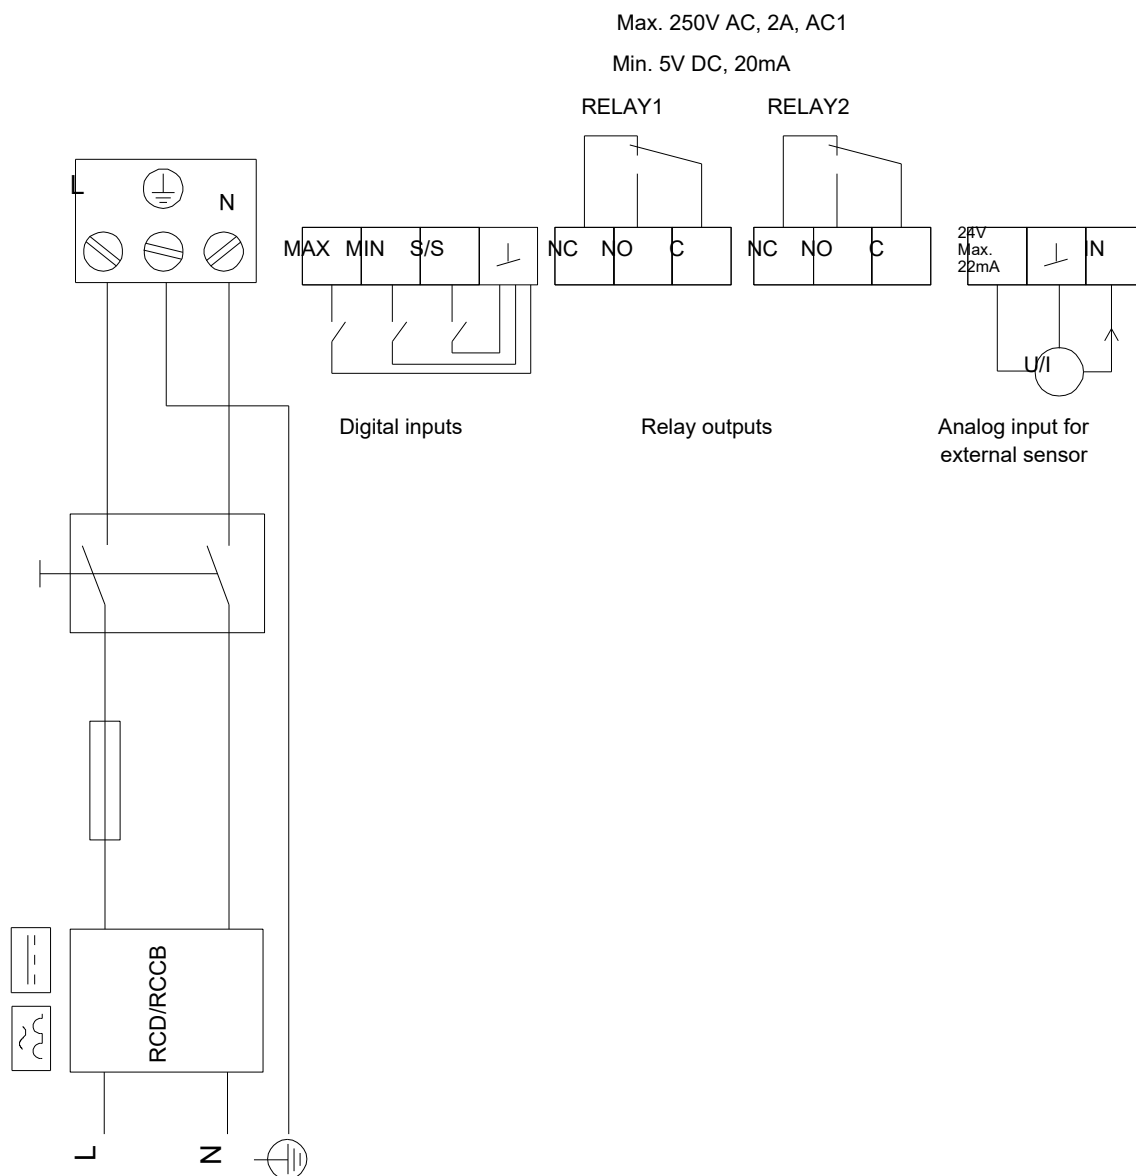 Max. 250V AC, 2A, AC1
Min. 5V DC, 20mA
RELAY1
RELAY2
L
N
MAX
MIN
S/S
NC
NO
C
NC
NO
C
24V
Max.
22mA
IN
U/I
Digital inputs
Relay outputs
Analog input for
external sensor
RCD/RCCB
L
N